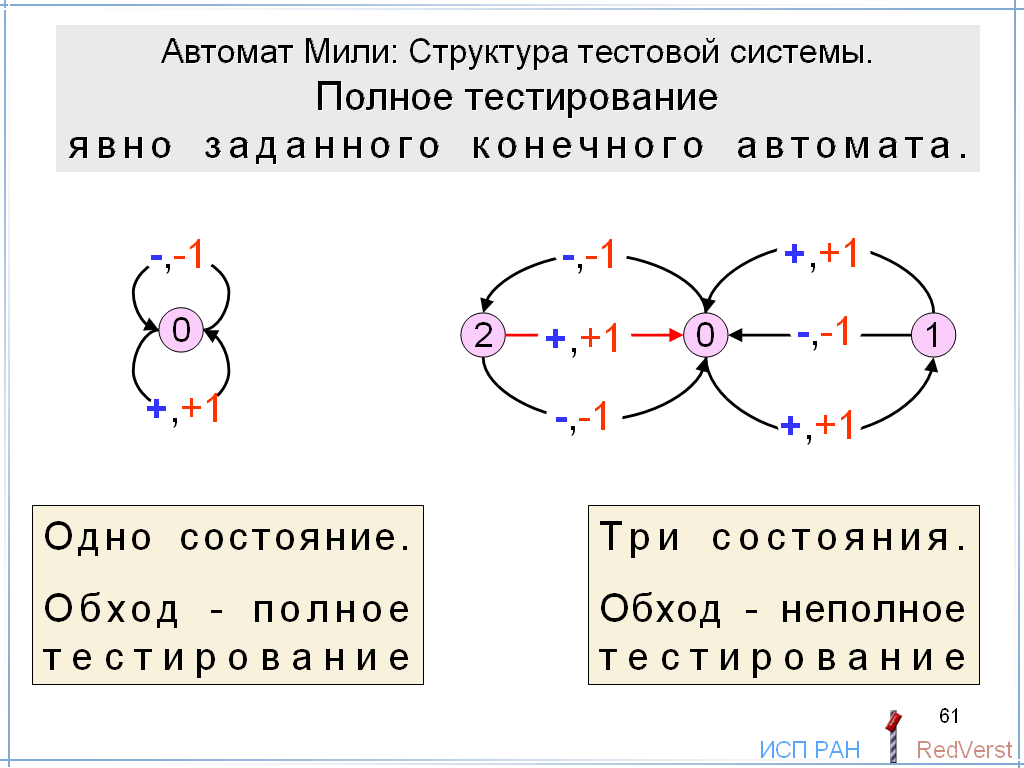 Автомат Мили: Структура тестовой системы.
Полное тестирование
явно заданного конечного автомата.
-,-1
0
+,+1
-,-1
+,+1
2
+,+1
0
-,-1
1
-,-1
+,+1
Одно состояние.
Обход - полное
тестирование
Три состояния.
Обход - неполное
тестирование
61
ИСП РАН
RedVerst